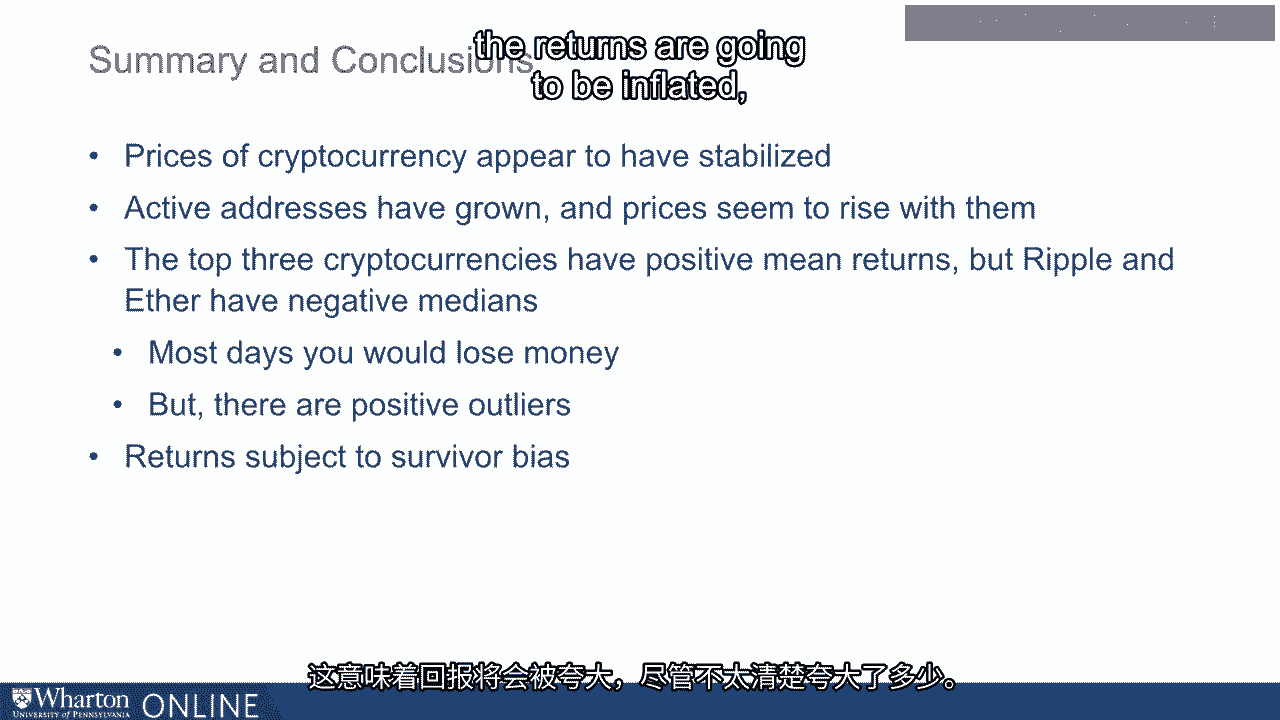 Summary and Conclusions
the returns are going
to be inflated,
• Prices of cryptocurrency appear to have stabilized
• Active addresses have grown, and prices seem to rise with them
• The top three cryptocurrencies have positive mean returns, but Ripple and
Ether have negative medians
• Most days you would lose money
• But, there are positive outliers
• Returns subject to survivor bias
这意味着回报将会被夸大，尽管不太清楚夸大了多少。
Wharton ONLINE
UNIVERSITY of PENNSYLVANIA